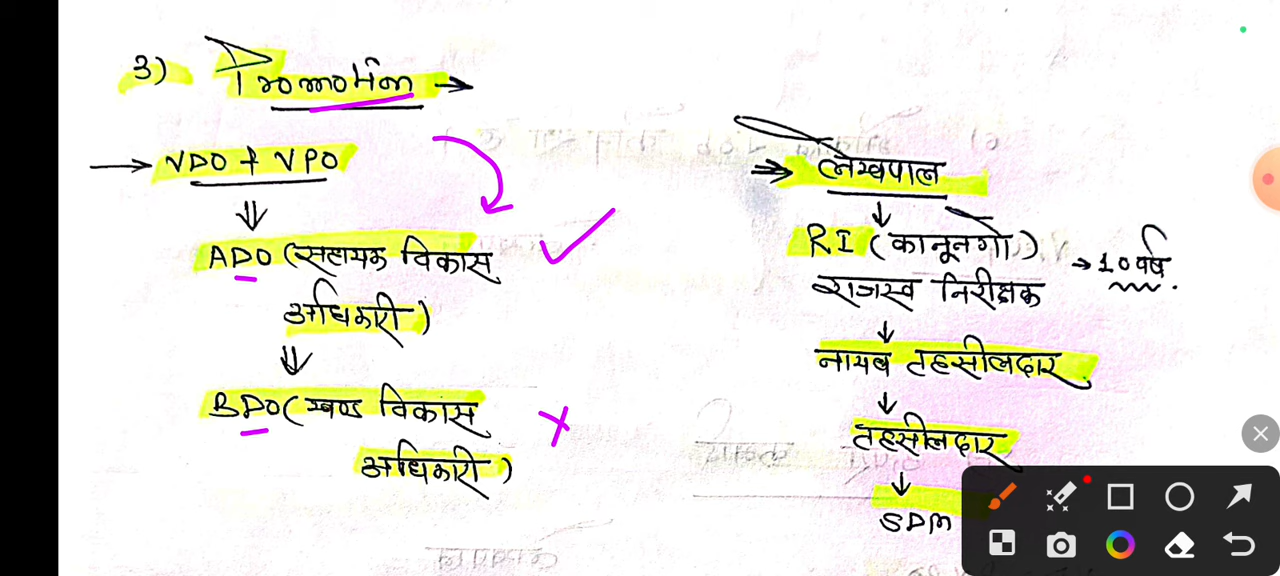 3) Promotion →
→ VDO + VPO
⇓
ADO (सहायक विकास
अधिकारी)
⇓
BDO (खण्ड विकास
अधिकारी)
⇒ लेखपाल
↓
RI (कानूनगो)
राजस्व निरीक्षक → 10 वर्ष.
↓
नायब तहसीलदार
↓
तहसीलदार
↓
SDM